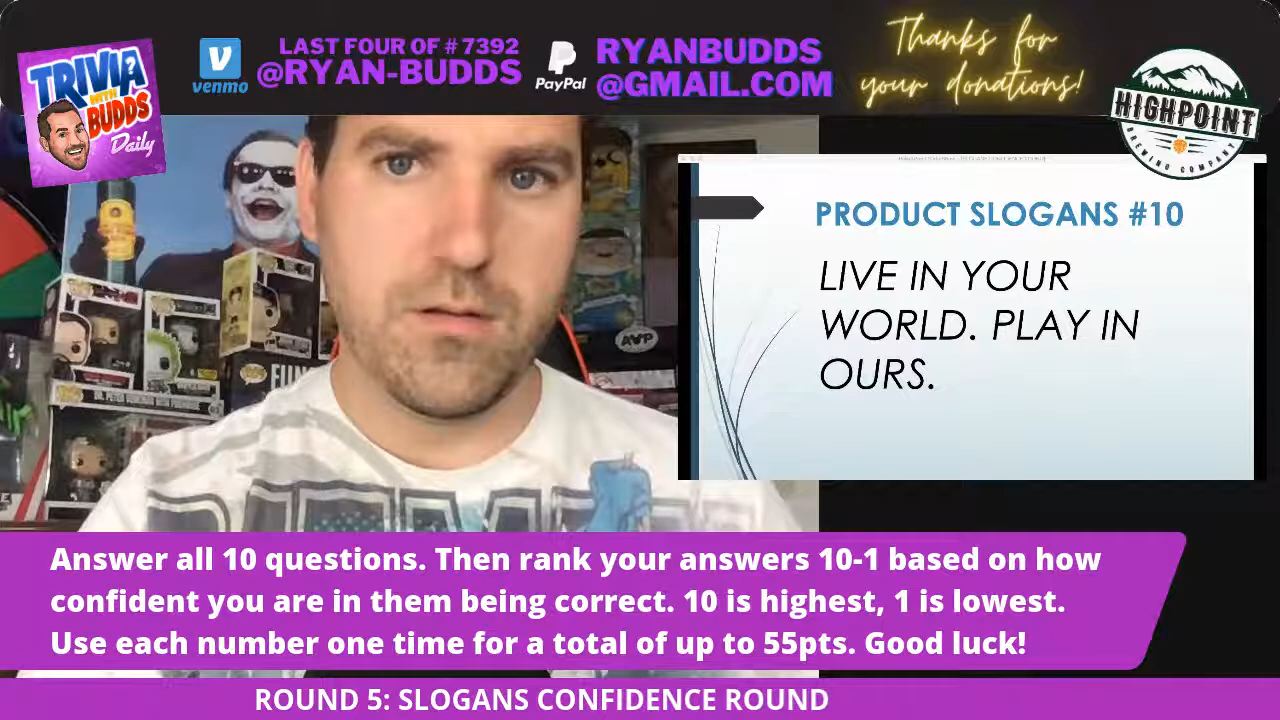 TRIVIA
WITH
BUDDS
Daily
venmo
LAST FOUR OF # 7392
@RYAN-BUDDS
PayPal
RYANBUDDS
@GMAIL.COM
Thanks for
your donations!
HIGHPOINT
BREWING COMPANY
PRODUCT SLOGANS #10
LIVE IN YOUR
WORLD. PLAY IN
OURS.
AVP
Answer all 10 questions. Then rank your answers 10-1 based on how
confident you are in them being correct. 10 is highest, 1 is lowest.
Use each number one time for a total of up to 55pts. Good luck!
ROUND 5: SLOGANS CONFIDENCE ROUND